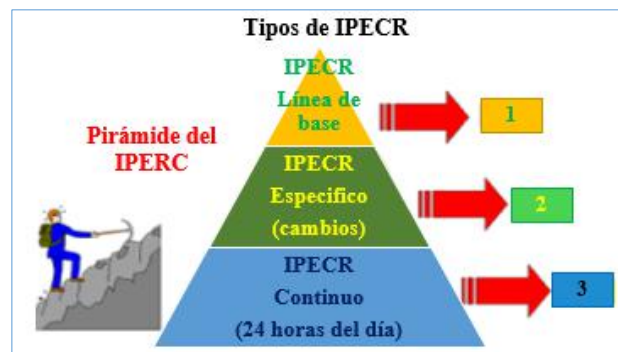 Tipos de IPECR
IPECR
Línea de
base
1
Pirámide del
IPERC
IPECR
Especifico
(cambios)
2
IPECR
Continuo
(24 horas del día)
3